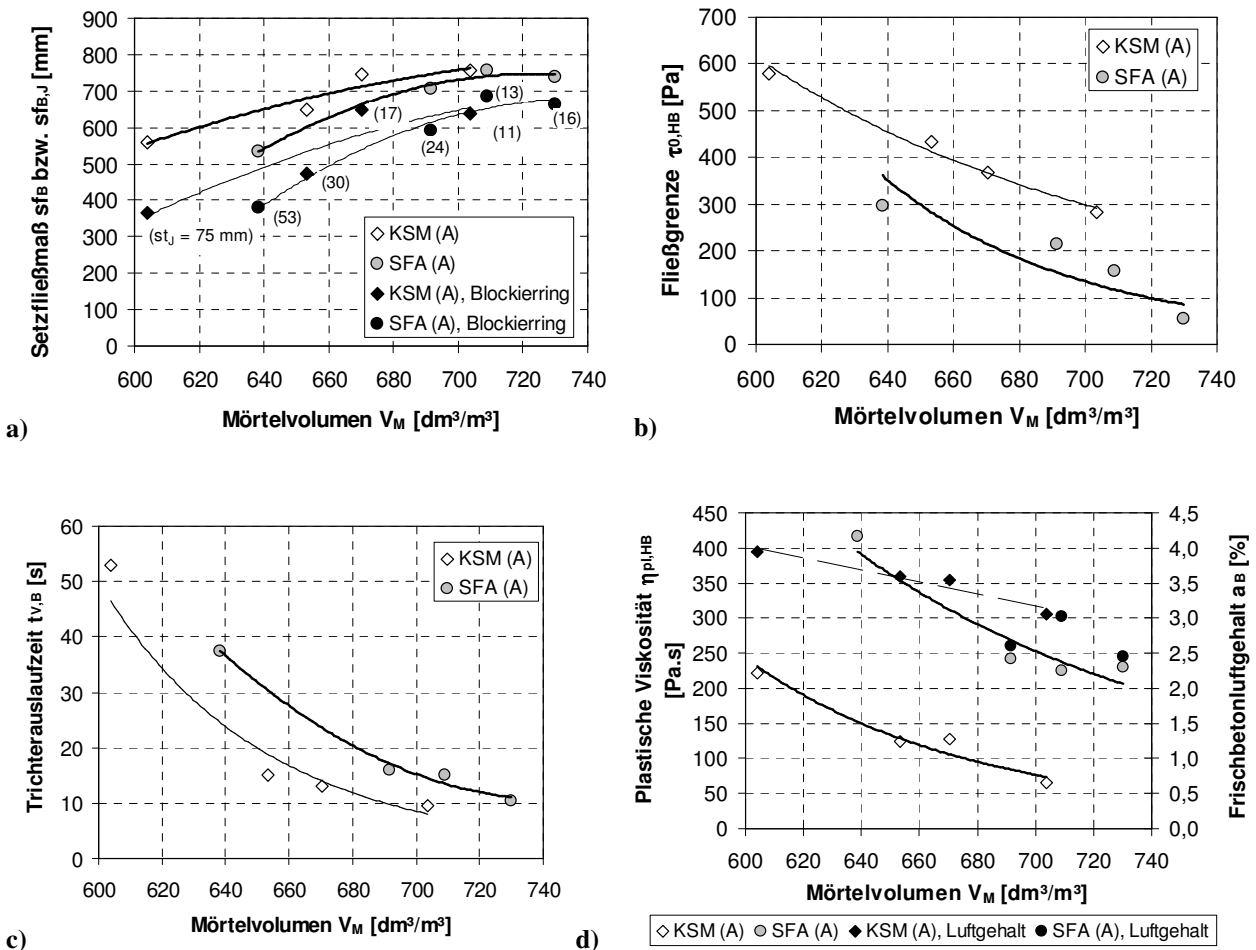 Setzfließmaß sfB bzw. sfB,J [mm]
900
800
700
600
500
400
300
200
100
0
(17)
(13)
(16)
(11)
(24)
(30)
(53)
(stJ = 75 mm)
KSM (A)
SFA (A)
KSM (A), Blockierring
SFA (A), Blockierring
600 620 640 660 680 700 720 740
Mörtelvolumen VM [dm³/m³]
a)
Fließgrenze τ0,HB [Pa]
700
600
500
400
300
200
100
0
KSM (A)
SFA (A)
600 620 640 660 680 700 720 740
Mörtelvolumen VM [dm³/m³]
b)
Trichterauslaufzeit tV,B [s]
60
50
40
30
20
10
0
KSM (A)
SFA (A)
600 620 640 660 680 700 720 740
Mörtelvolumen VM [dm³/m³]
c)
Plastische Viskosität ηpl,HB
[Pa.s]
450
400
350
300
250
200
150
100
50
0
4,5
4,0
3,5
3,0
2,5
2,0
1,5
1,0
0,5
0,0
Frischbetonluftgehalt aB [%]
600 620 640 660 680 700 720 740
Mörtelvolumen VM [dm³/m³]
d)
KSM (A) SFA (A) KSM (A), Luftgehalt SFA (A), Luftgehalt